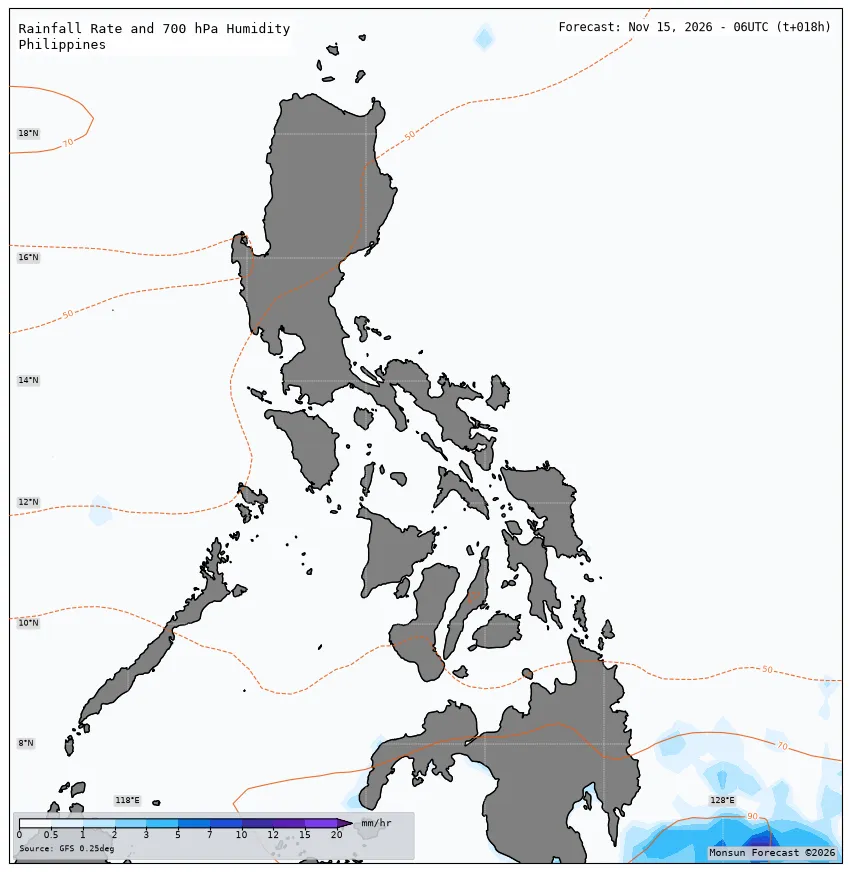 Rainfall Rate and 700 hPa Humidity
Philippines
Forecast: Nov 15, 2026 - 06UTC (t+018h)
50
18°N
70
16°N
50
14°N
12°N
10°N
50
8°N
70
118°E
128°E
90
0 0.5 1 2 3 5 7 10 12 15 20 mm/hr
Source: GFS 0.25deg
Monsun Forecast ©2026